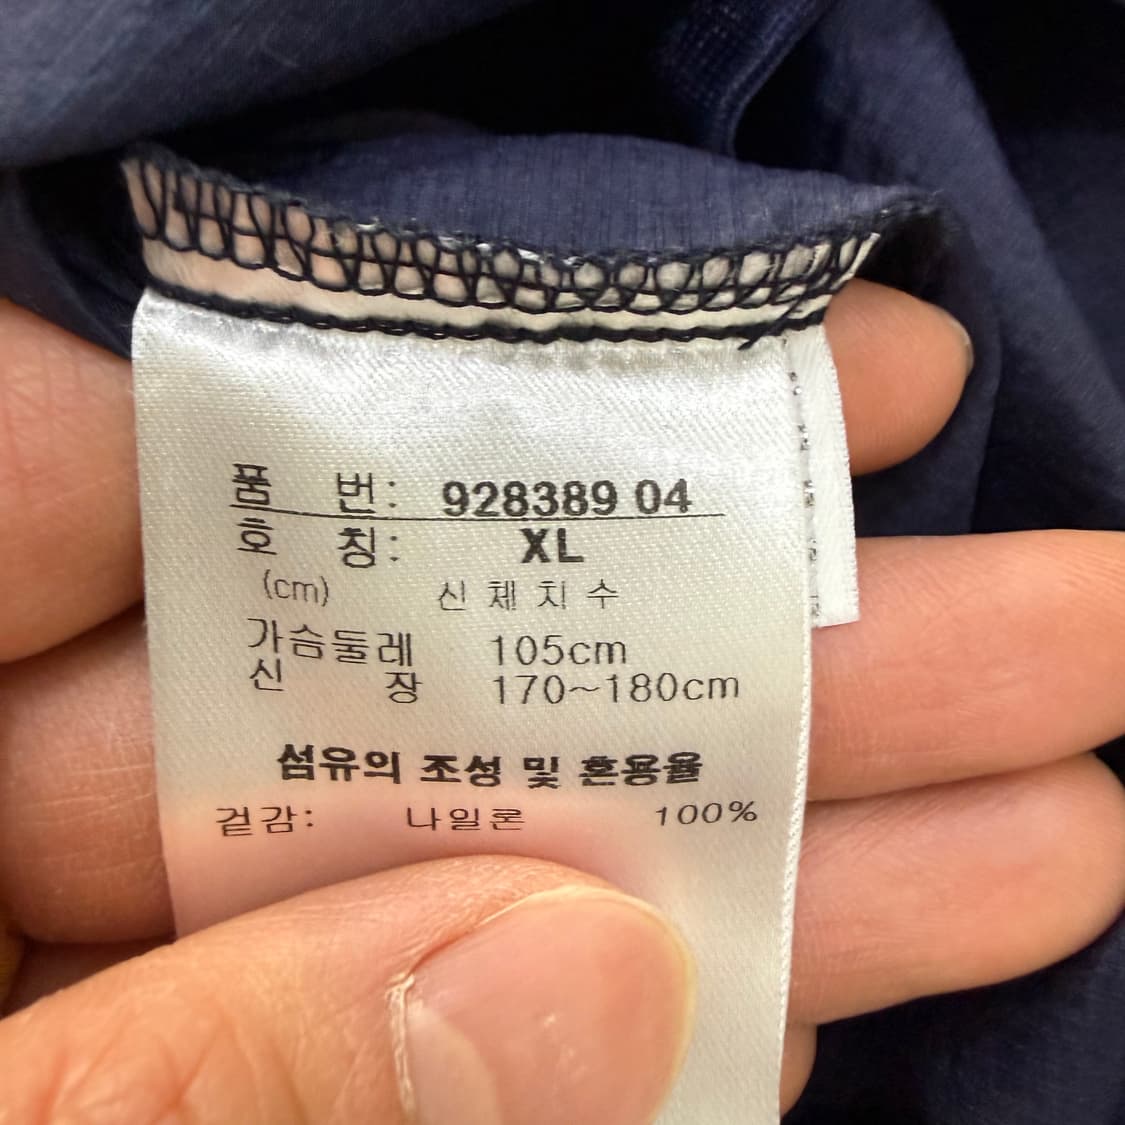 품 번: 928389 04
호 칭: XL
(cm) 신체치수
가슴둘레 105cm
신 장 170~180cm
섬유의 조성 및 혼용율
겉감: 나일론 100%